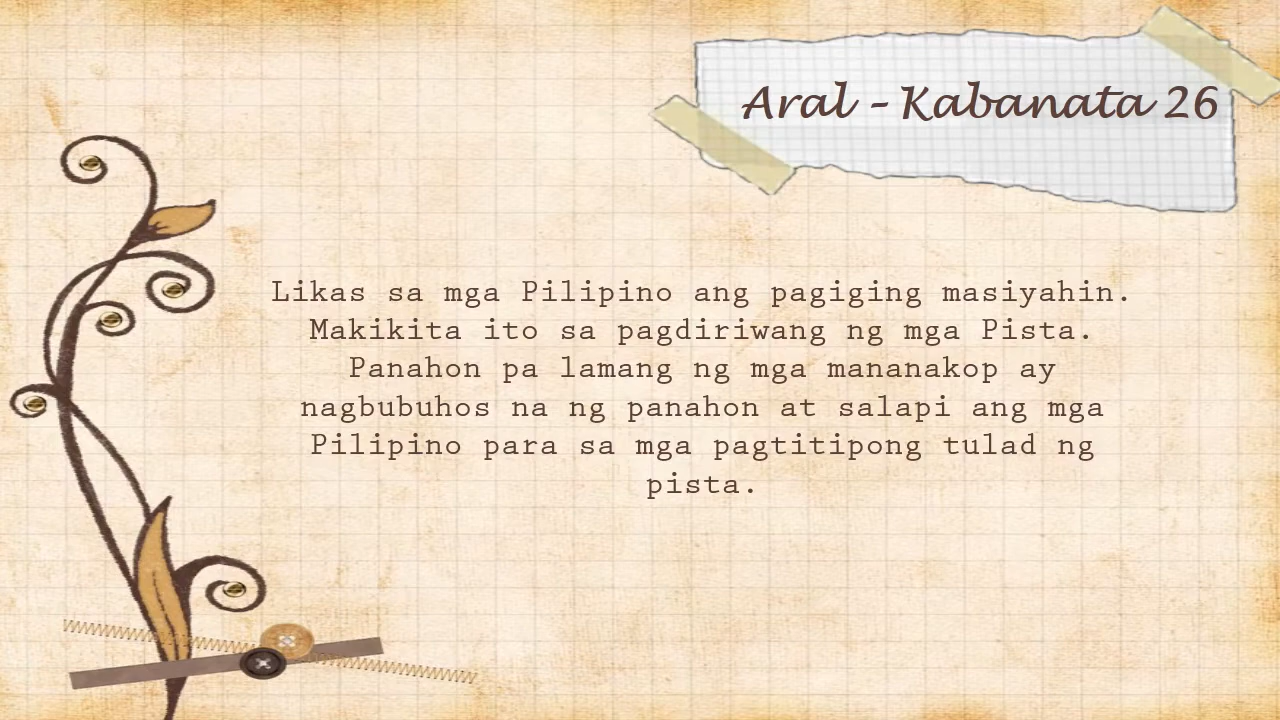 Aral – Kabanata 26
Likas sa mga Pilipino ang pagiging masiyahin.
Makikita ito sa pagdiriwang ng mga Pista.
Panahon pa lamang ng mga mananakop ay
nagbubuhos na ng panahon at salapi ang mga
Pilipino para sa mga pagtitipong tulad ng
pista.